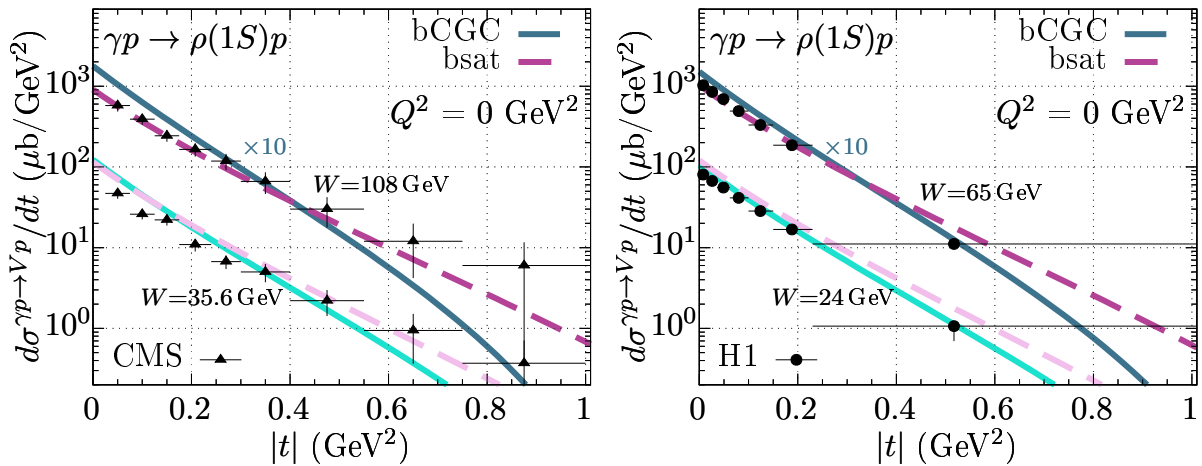 γp → ρ(1S)p
bCGC
bsat
Q² = 0 GeV²
×10
W=108 GeV
W=35.6 GeV
CMS
dσ^{γp→Vp}/dt (μb/GeV²)
10³
10²
10¹
10⁰
0 0.2 0.4 0.6 0.8 1
|t| (GeV²)
γp → ρ(1S)p
bCGC
bsat
Q² = 0 GeV²
×10
W=65 GeV
W=24 GeV
H1
dσ^{γp→Vp}/dt (μb/GeV²)
10³
10²
10¹
10⁰
0 0.2 0.4 0.6 0.8 1
|t| (GeV²)